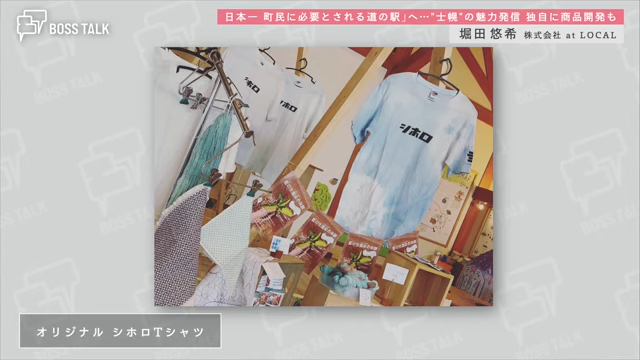 BOSS TALK
日本一 町民に必要とされる道の駅」へ…"士幌"の魅力発信 独自に商品開発も
堀田 悠希 株式会社 at LOCAL
シホロ
シホロ
シホロ
オリジナル シホロTシャツ